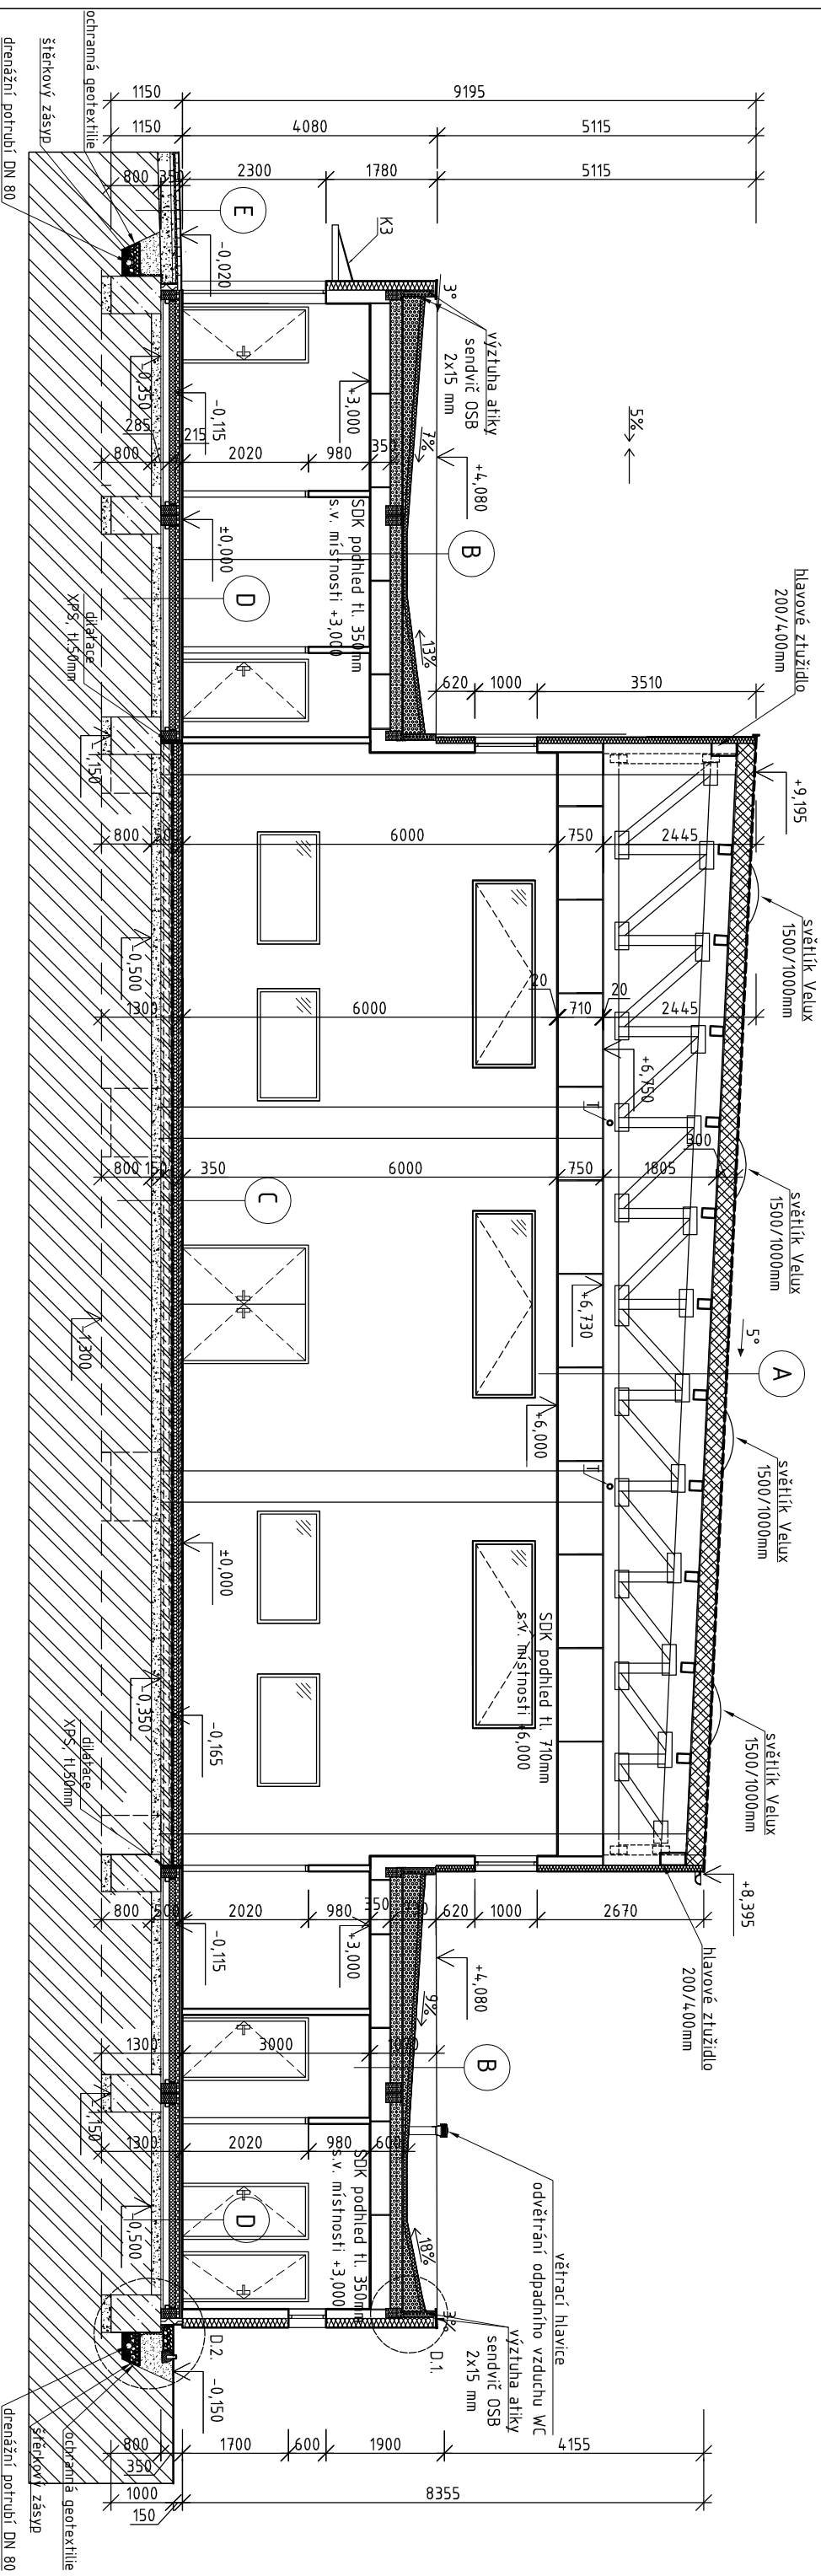 1150
9195
1150
4080
5115
800
350
2300
1780
5115
ochranná geotextilie
štěrkový zásyp
drenážní potrubí DN 80
E
-0,020
K3
3°
výztuha atiky
sendvič OSB
2x15 mm
5%
-0,350
-0,115
+3,000
7%
+4,080
285
215
800
2020
980
350
±0,000
SDK podhled tl. 350mm
s.v. místnosti +3,000
B
D
13%
hlavové ztužidlo
200/400mm
dilatace
XPS, tl.50mm
620
1000
3510
-1,150
+9,195
800
500
6000
750
2445
světlík Velux
1500/1000mm
-0,500
1300
6000
20
710
20
2445
+6,750
T
300
800
150
350
6000
750
1805
C
světlík Velux
1500/1000mm
-1,300
+6,730
5°
A
+6,000
světlík Velux
1500/1000mm
T
±0,000
SDK podhled tl. 710mm
s.v. místnosti +6,000
-0,350
-0,165
dilatace
XPS, tl.50mm
světlík Velux
1500/1000mm
+8,395
800
500
2020
980
350
730
620
1000
2670
-0,115
+3,000
+4,080
hlavové ztužidlo
200/400mm
9%
1300
3000
1080
B
-1,150
1300
2020
980
600
SDK podhled tl. 350mm
s.v. místnosti +3,000
větrací hlavice
odvětrání odpadního vzduchu WC
-0,500
D
18%
3%
výztuha atiky
sendvič OSB
2x15 mm
D.1.
D.2.
-0,150
800
350
1700
600
1900
4155
1000
150
8355
ochranná geotextilie
štěrkový zásyp
drenážní potrubí DN 80